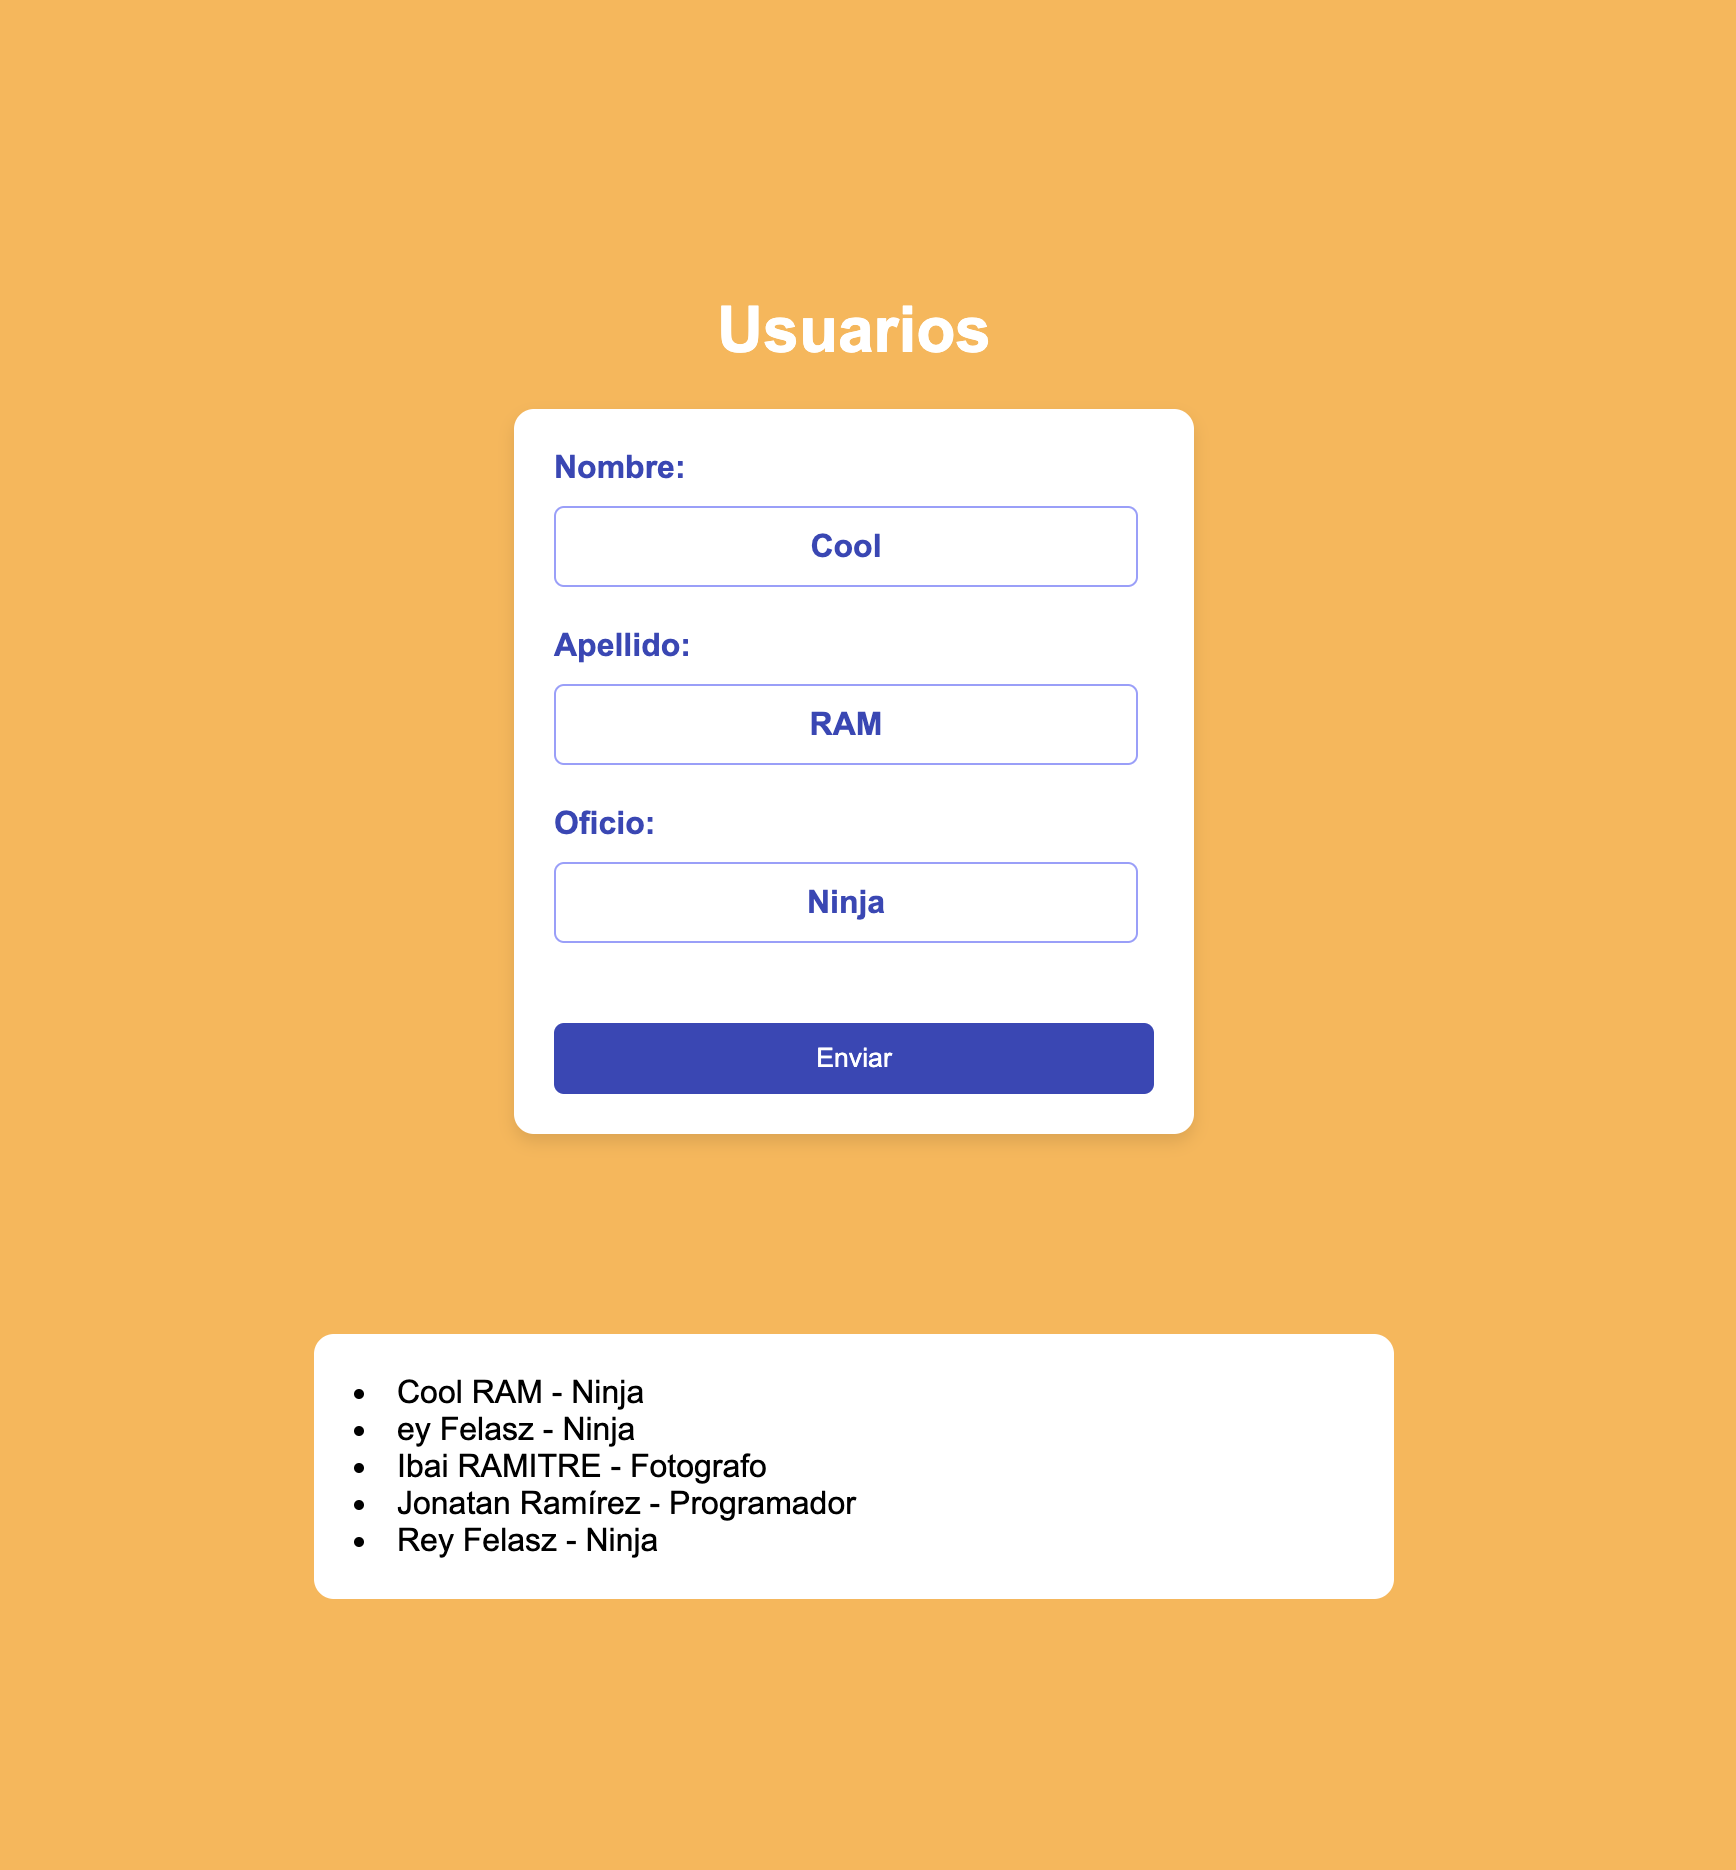 Usuarios
Nombre:
Cool
Apellido:
RAM
Oficio:
Ninja
Enviar
Cool RAM - Ninja
ey Felasz - Ninja
Ibai RAMITRE - Fotografo
Jonatan Ramírez - Programador
Rey Felasz - Ninja